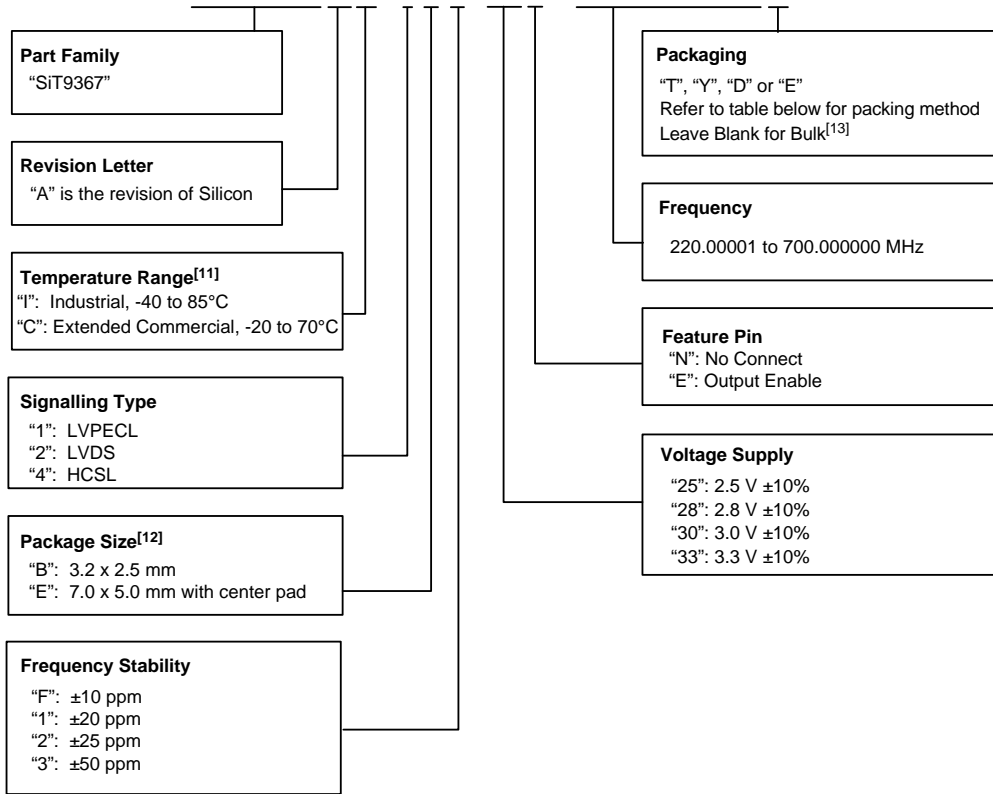 Part Family
“SiT9367”
Revision Letter
“A” is the revision of Silicon
Temperature Range[11]
“I”: Industrial, -40 to 85°C
“C”: Extended Commercial, -20 to 70°C
Signalling Type
“1”: LVPECL
“2”: LVDS
“4”: HCSL
Package Size[12]
“B”: 3.2 x 2.5 mm
“E”: 7.0 x 5.0 mm with center pad
Frequency Stability
“F”: ±10 ppm
“1”: ±20 ppm
“2”: ±25 ppm
“3”: ±50 ppm
Packaging
“T”, “Y”, “D” or “E”
Refer to table below for packing method
Leave Blank for Bulk[13]
Frequency
220.00001 to 700.000000 MHz
Feature Pin
“N”: No Connect
“E”: Output Enable
Voltage Supply
“25”: 2.5 V ±10%
“28”: 2.8 V ±10%
“30”: 3.0 V ±10%
“33”: 3.3 V ±10%